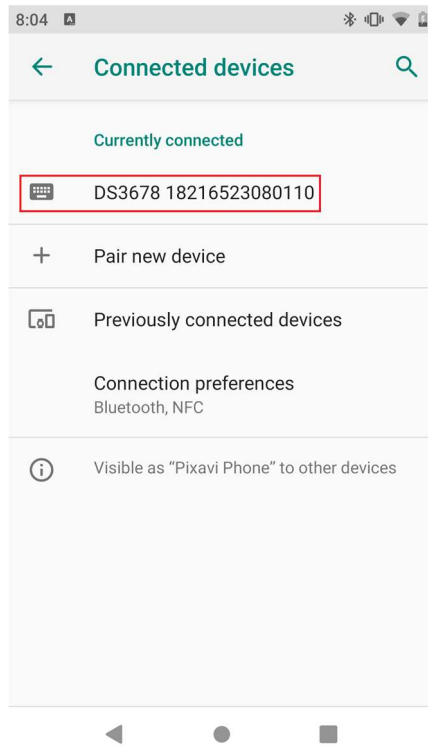 8:04
A
Connected devices
Currently connected
DS3678 18216523080110
Pair new device
Previously connected devices
Connection preferences
Bluetooth, NFC
Visible as “Pixavi Phone” to other devices